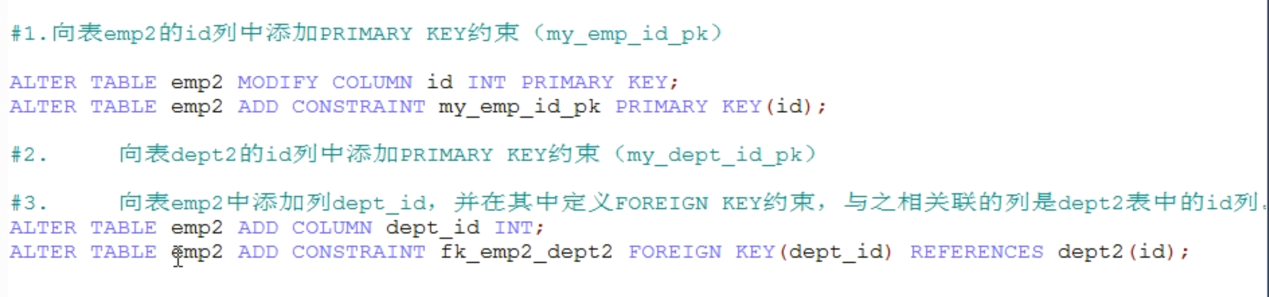 #1.向表emp2的id列中添加PRIMARY KEY约束（my_emp_id_pk）
ALTER TABLE emp2 MODIFY COLUMN id INT PRIMARY KEY;
ALTER TABLE emp2 ADD CONSTRAINT my_emp_id_pk PRIMARY KEY(id);
#2. 向表dept2的id列中添加PRIMARY KEY约束（my_dept_id_pk）
#3. 向表emp2中添加列dept_id，并在其中定义FOREIGN KEY约束，与之相关联的列是dept2表中的id列。
ALTER TABLE emp2 ADD COLUMN dept_id INT;
ALTER TABLE emp2 ADD CONSTRAINT fk_emp2_dept2 FOREIGN KEY(dept_id) REFERENCES dept2(id);